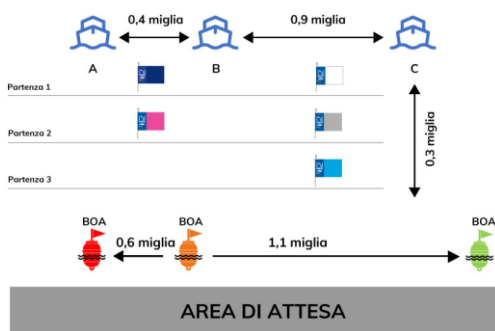 0,4 miglia
0,9 miglia
A
B
C
Partenza 1
Partenza 2
Partenza 3
0,3 miglia
BOA
BOA
BOA
0,6 miglia
1,1 miglia
AREA DI ATTESA